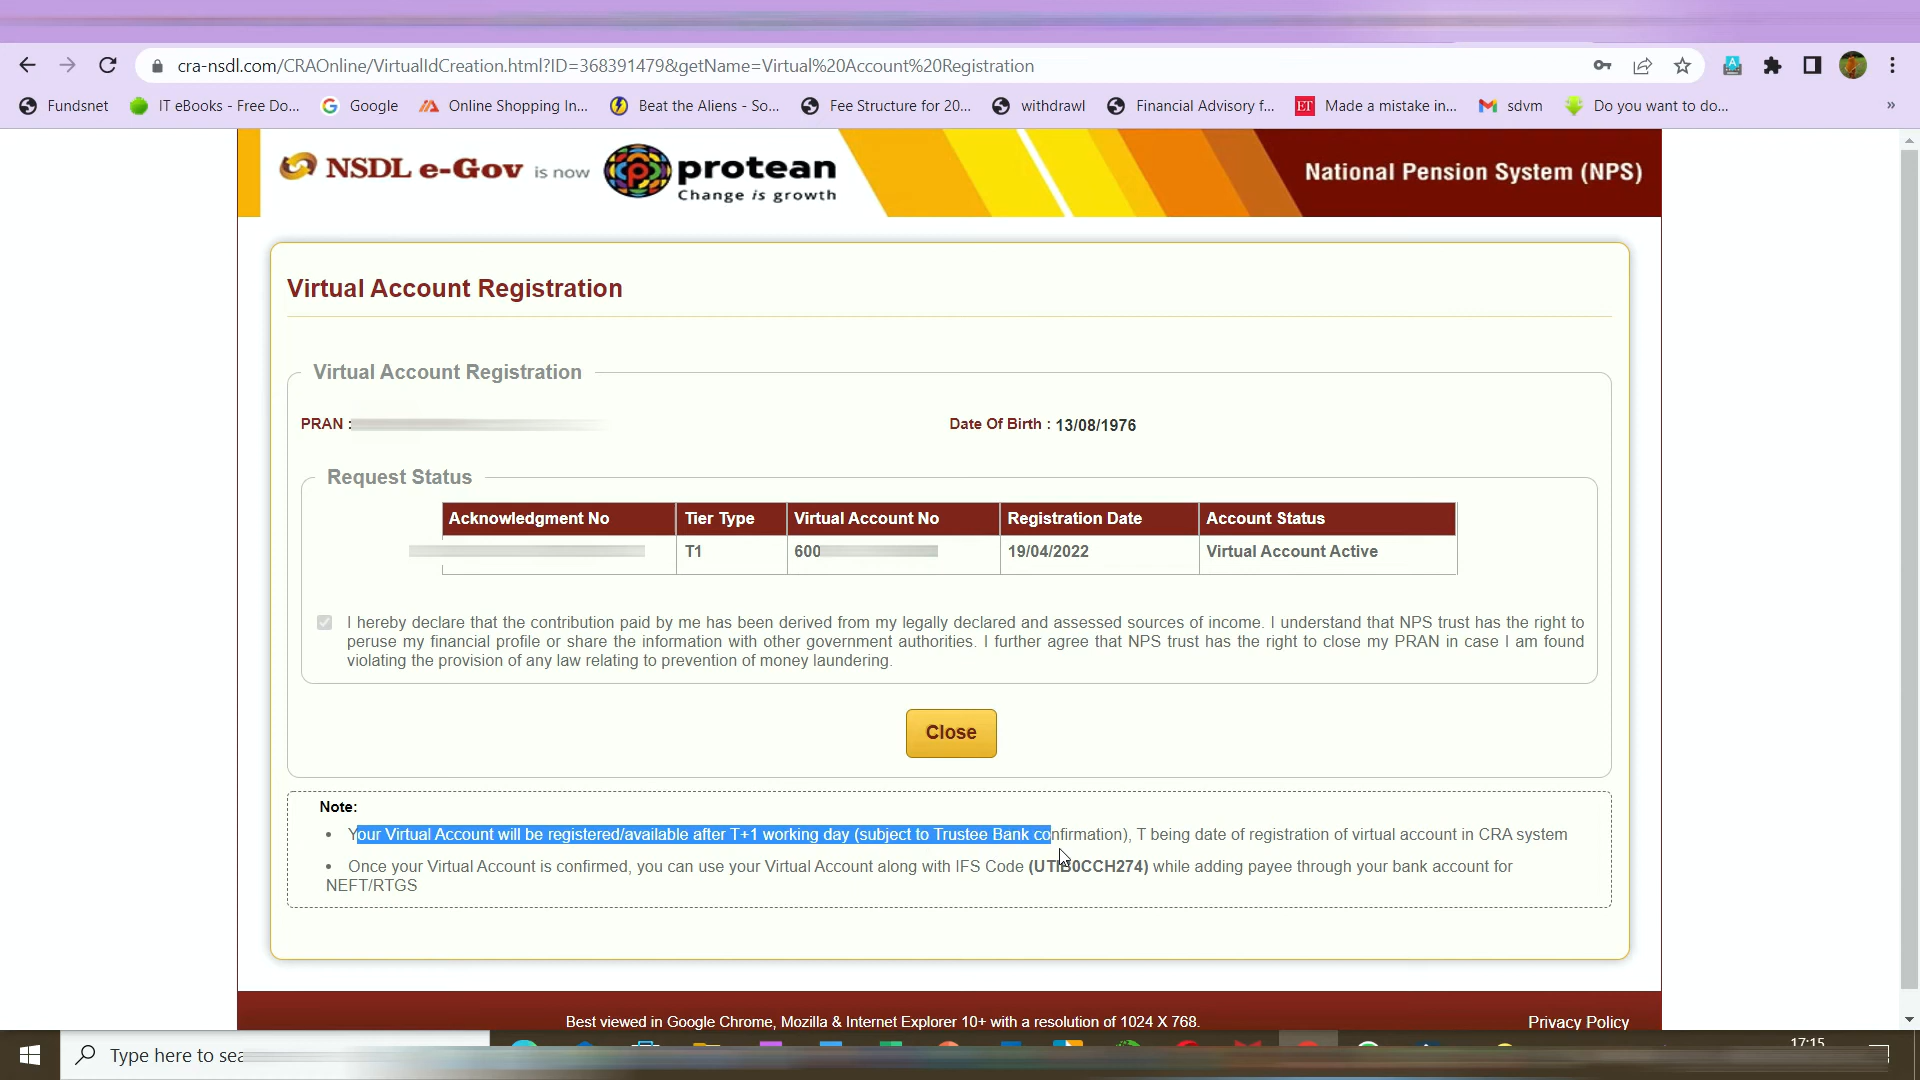 cra-nsdl.com/CRAOnline/VirtualIdCreation.html?ID=368391479&getName=Virtual%20Account%20Registration
Fundsnet IT eBooks - Free Do... Google Online Shopping In... Beat the Aliens - So... Fee Structure for 20... withdrawl Financial Advisory f... ET Made a mistake in... sdvm Do you want to do... »
NSDL e-Gov is now protean
Change is growth
National Pension System (NPS)
Virtual Account Registration
Virtual Account Registration
PRAN : Date Of Birth : 13/08/1976
Request Status
Acknowledgment No Tier Type Virtual Account No Registration Date Account Status
T1 600 19/04/2022 Virtual Account Active
I hereby declare that the contribution paid by me has been derived from my legally declared and assessed sources of income. I understand that NPS trust has the right to
peruse my financial profile or share the information with other government authorities. I further agree that NPS trust has the right to close my PRAN in case I am found
violating the provision of any law relating to prevention of money laundering.
Close
Note:
• Your Virtual Account will be registered/available after T+1 working day (subject to Trustee Bank confirmation), T being date of registration of virtual account in CRA system
• Once your Virtual Account is confirmed, you can use your Virtual Account along with IFS Code (UTIB0CCH274) while adding payee through your bank account for
NEFT/RTGS
Best viewed in Google Chrome, Mozilla & Internet Explorer 10+ with a resolution of 1024 X 768. Privacy Policy
Type here to sea
17:15